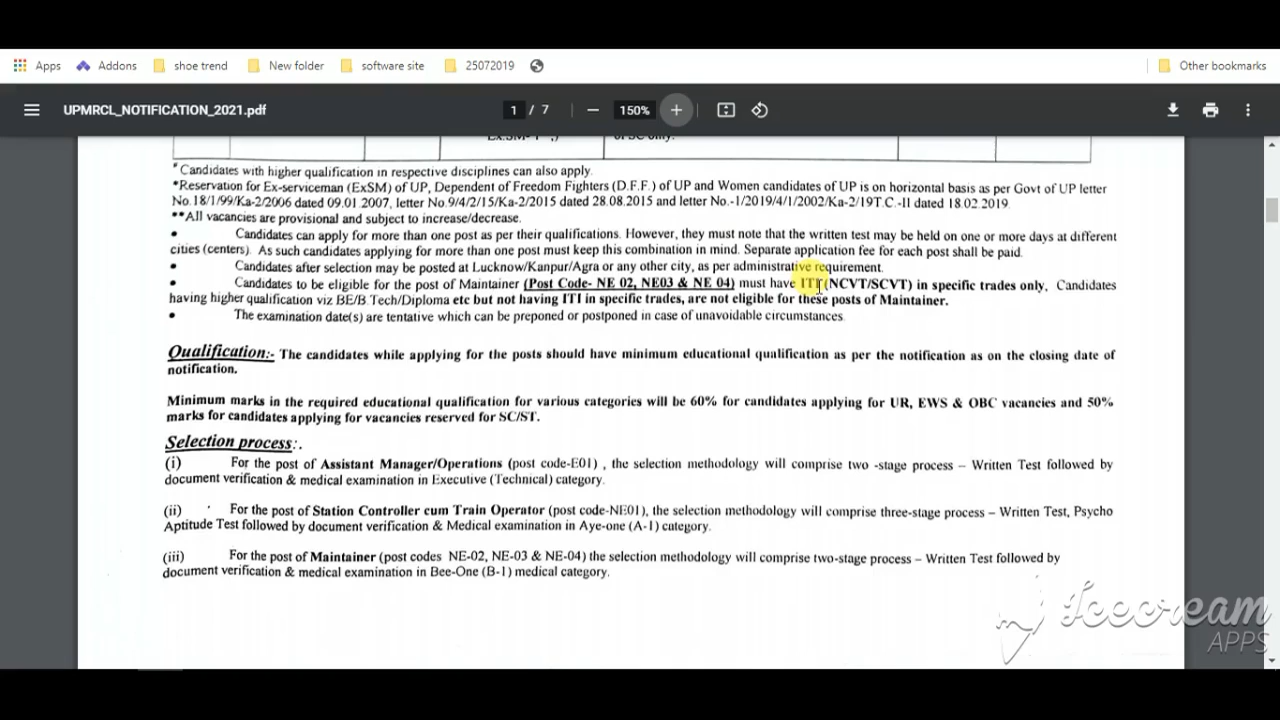 Apps Addons shoe trend New folder software site 25072019 Other bookmarks
UPMRCL_NOTIFICATION_2021.pdf 1 / 7 150%
*Candidates with higher qualification in respective disciplines can also apply.
*Reservation for Ex-serviceman (ExSM) of UP, Dependent of Freedom Fighters (D.F.F.) of UP and Women candidates of UP is on horizontal basis as per Govt of UP letter
No.18/1/99/Ka-2/2006 dated 09.01.2007, letter No.9/4/2/15/Ka-2/2015 dated 28.08.2015 and letter No.-1/2019/4/1/2002/Ka-2/19T.C.-II dated 18.02.2019.
**All vacancies are provisional and subject to increase/decrease.
• Candidates can apply for more than one post as per their qualifications. However, they must note that the written test may be held on one or more days at different
cities (centers). As such candidates applying for more than one post must keep this combination in mind. Separate application fee for each post shall be paid.
• Candidates after selection may be posted at Lucknow/Kanpur/Agra or any other city, as per administrative requirement.
• Candidates to be eligible for the post of Maintainer (Post Code- NE 02, NE03 & NE 04) must have ITI (NCVT/SCVT) in specific trades only. Candidates
having higher qualification viz BE/B.Tech/Diploma etc but not having ITI in specific trades, are not eligible for these posts of Maintainer.
• The examination date(s) are tentative which can be preponed or postponed in case of unavoidable circumstances
Qualification:- The candidates while applying for the posts should have minimum educational qualification as per the notification as on the closing date of
notification.
Minimum marks in the required educational qualification for various categories will be 60% for candidates applying for UR, EWS & OBC vacancies and 50%
marks for candidates applying for vacancies reserved for SC/ST.
Selection process:.
(i) For the post of Assistant Manager/Operations (post code-E01) , the selection methodology will comprise two -stage process – Written Test followed by
document verification & medical examination in Executive (Technical) category.
(ii) For the post of Station Controller cum Train Operator (post code-NE01), the selection methodology will comprise three-stage process – Written Test, Psycho
Aptitude Test followed by document verification & Medical examination in Aye-one (A-1) category.
(iii) For the post of Maintainer (post codes NE-02, NE-03 & NE-04) the selection methodology will comprise two-stage process – Written Test followed by
document verification & medical examination in Bee-One (B-1) medical category.
Icecream
APPS